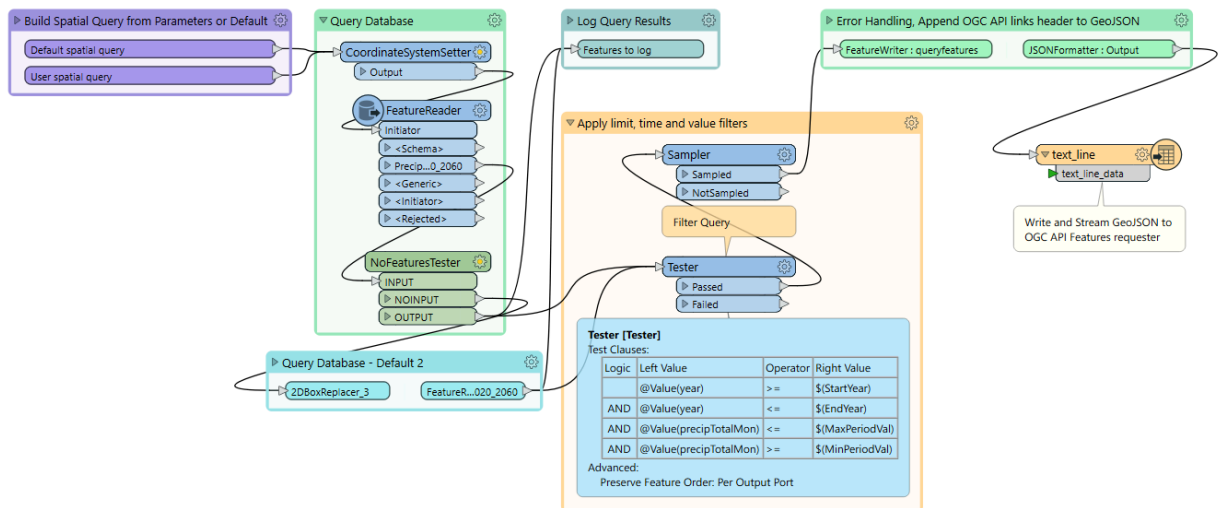 Build Spatial Query from Parameters or Default
Default spatial query
User spatial query
Query Database
CoordinateSystemSetter
Output
FeatureReader
Initiator
<Schema>
Precip...0_2060
<Generic>
<Initiator>
<Rejected>
NoFeaturesTester
INPUT
NOINPUT
OUTPUT
Query Database - Default 2
2DBoxReplacer_3
FeatureR...020_2060
Log Query Results
Features to log
Apply limit, time and value filters
Sampler
Sampled
NotSampled
Filter Query
Tester
Passed
Failed
Tester [Tester]
Test Clauses:
Logic Left Value Operator Right Value
@Value(year) >= $(StartYear)
AND @Value(year) <= $(EndYear)
AND @Value(precipTotalMon) <= $(MaxPeriodVal)
AND @Value(precipTotalMon) >= $(MinPeriodVal)
Advanced:
Preserve Feature Order: Per Output Port
Error Handling, Append OGC API links header to GeoJSON
FeatureWriter : queryfeatures
JSONFormatter : Output
text_line
text_line_data
Write and Stream GeoJSON to
OGC API Features requester